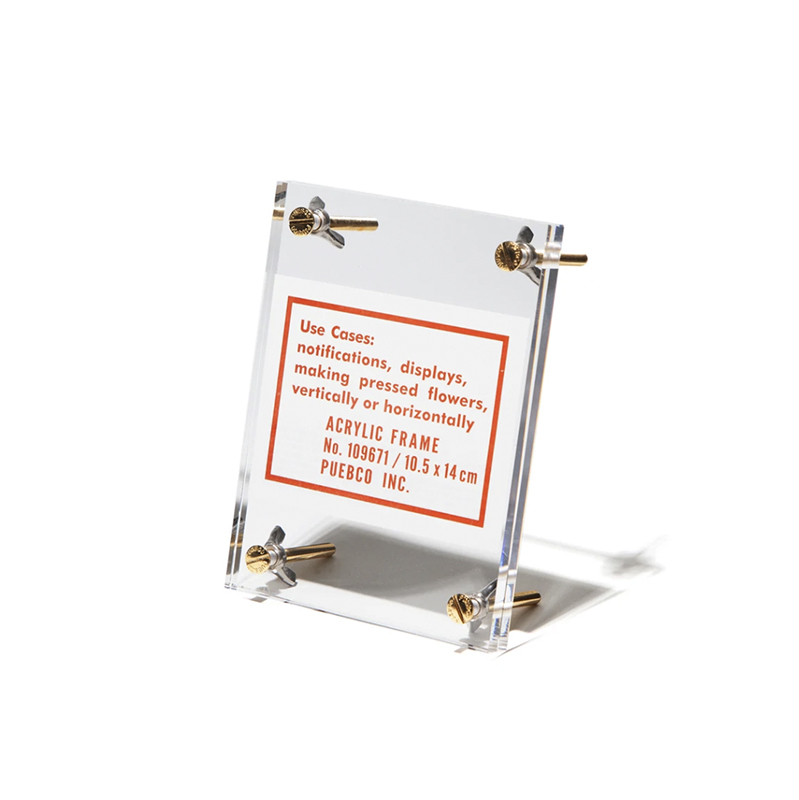 Use Cases:
notifications, displays,
making pressed flowers,
vertically or horizontally
ACRYLIC FRAME
No. 109671 / 10.5 x 14 cm
PUEBCO INC.